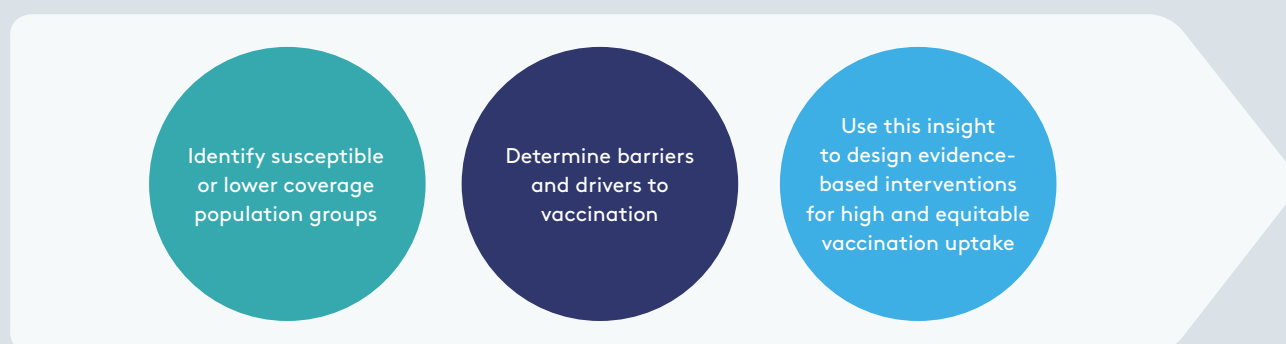 Identify susceptible
or lower coverage
population groups
Determine barriers
and drivers to
vaccination
Use this insight
to design evidence-
based interventions
for high and equitable
vaccination uptake